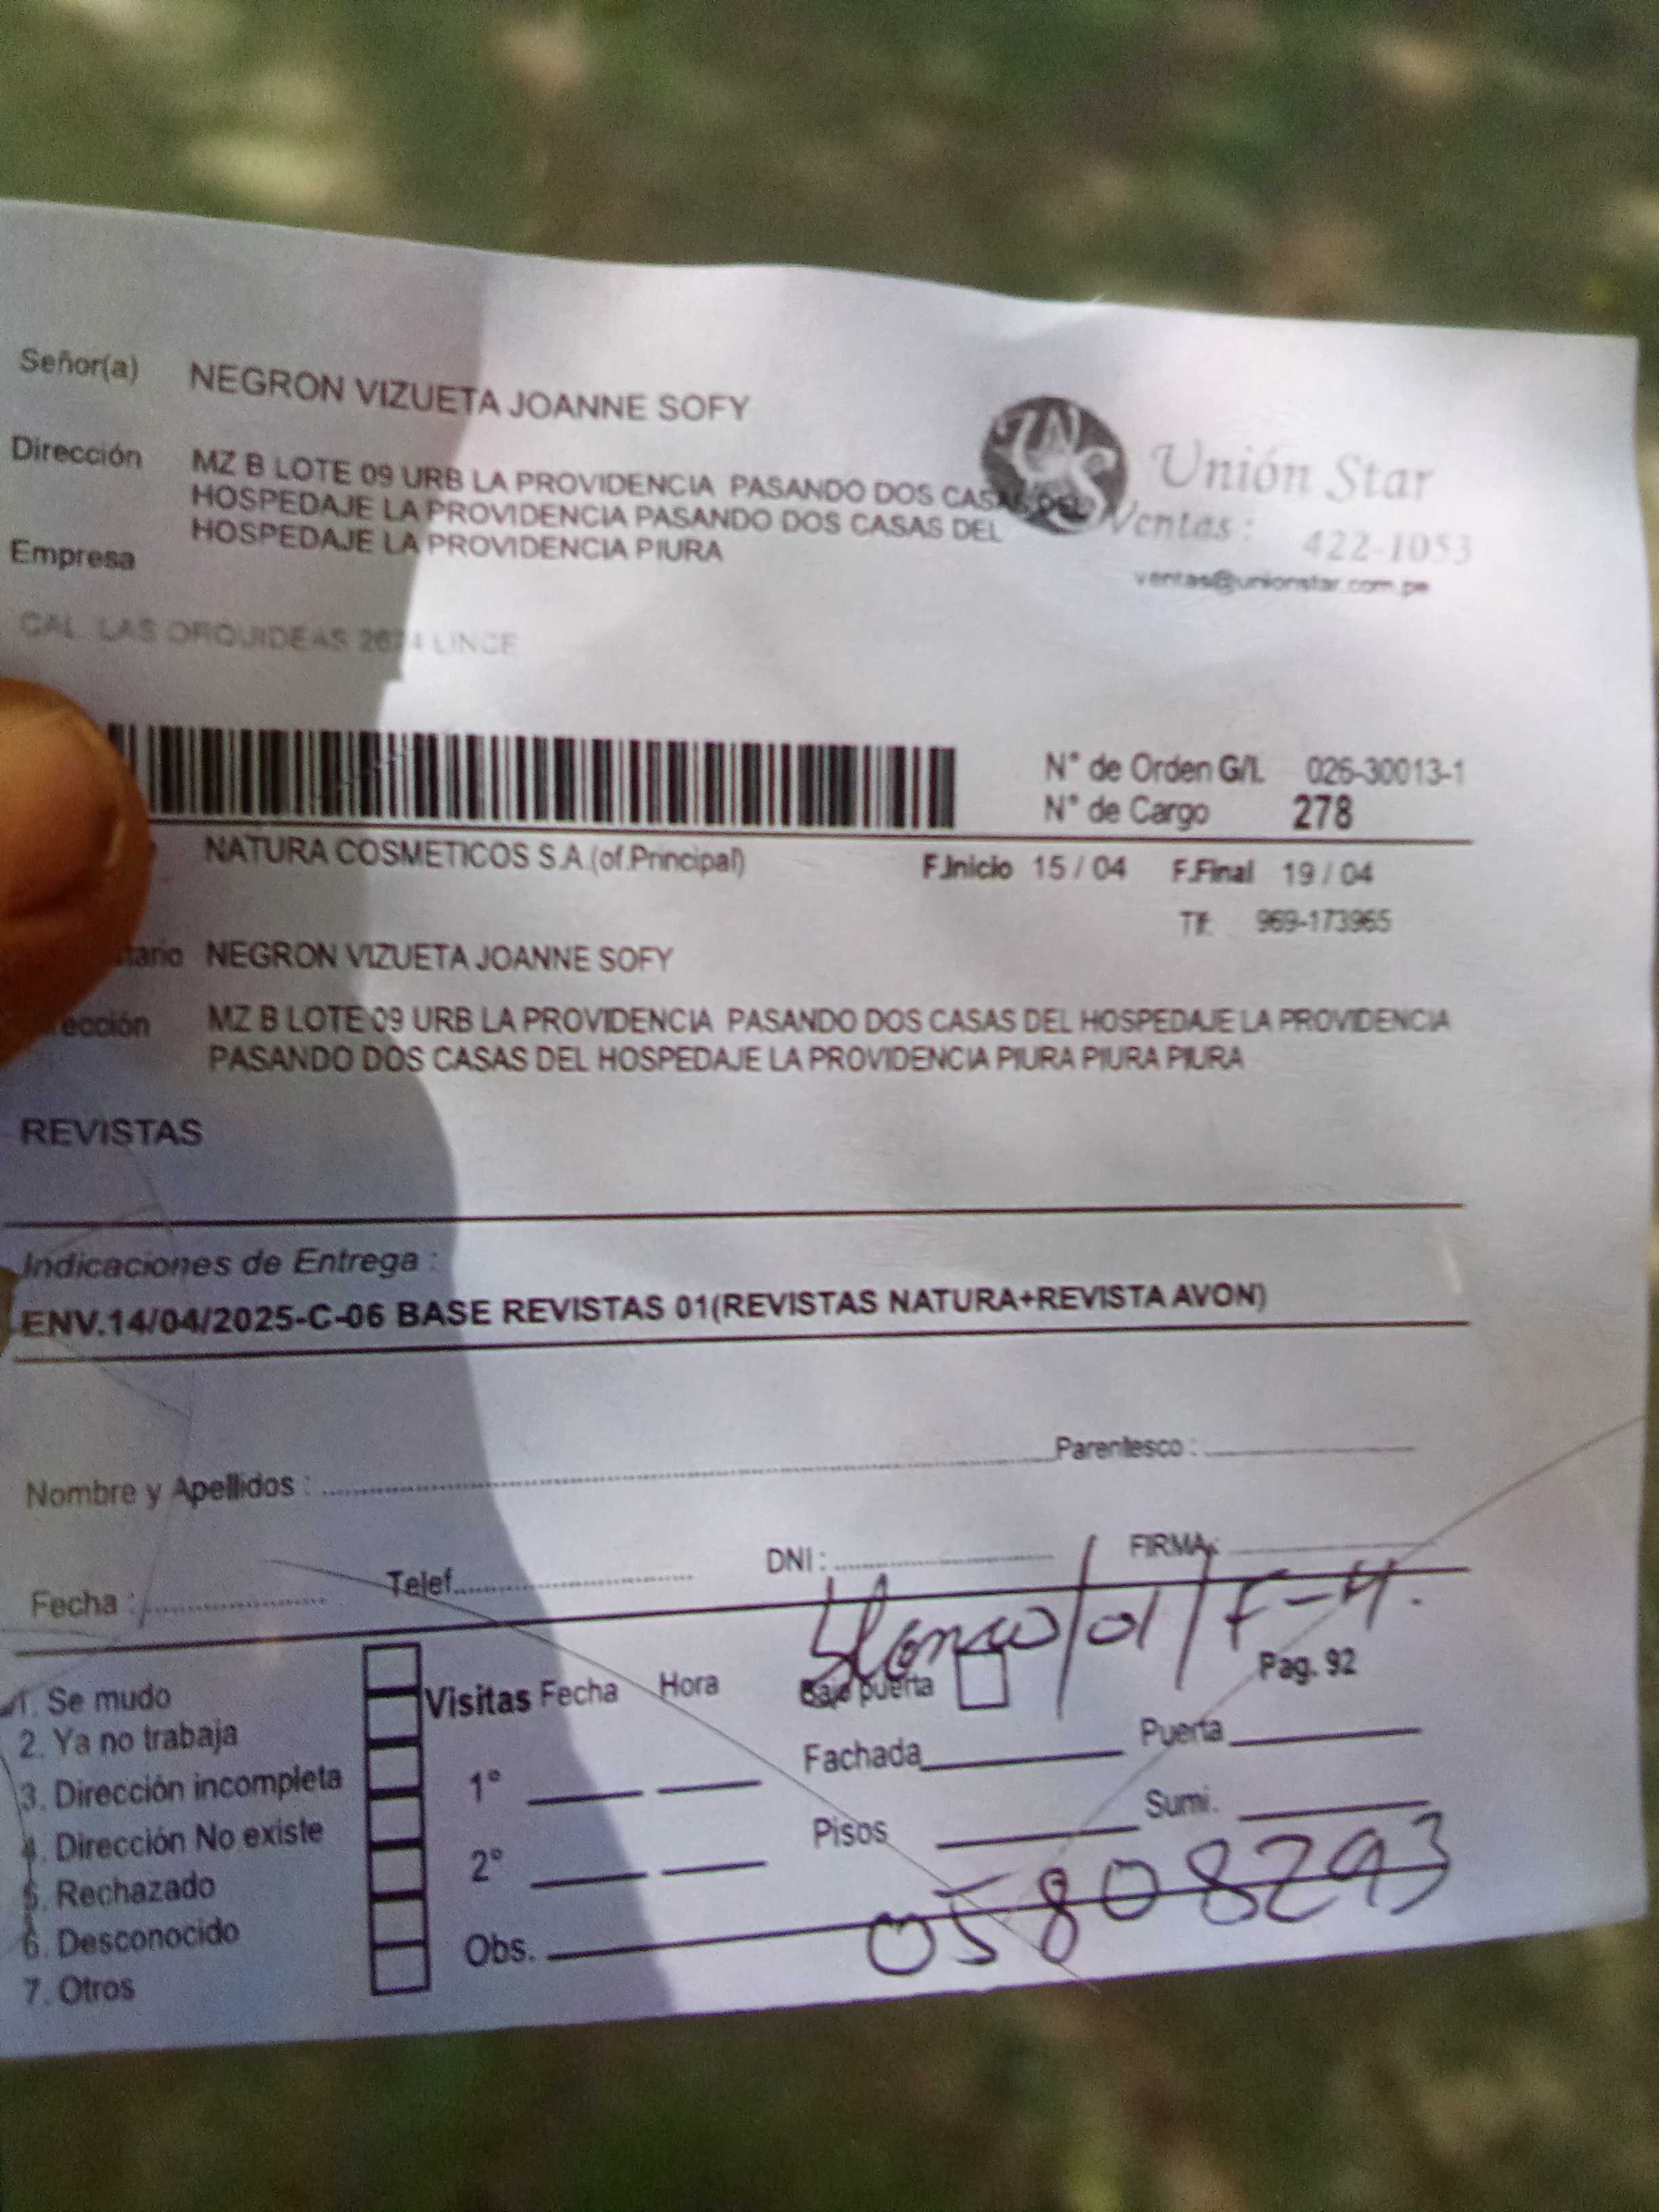 Señor(a) NEGRON VIZUETA JOANNE SOFY
Dirección MZ B LOTE 09 URB LA PROVIDENCIA PASANDO DOS CASAS DEL
HOSPEDAJE LA PROVIDENCIA PASANDO DOS CASAS DEL
HOSPEDAJE LA PROVIDENCIA PIURA
Empresa
Unión Star
Ventas: 422-1053
ventas@unionstar.com.pe
CAL. LAS ORQUIDEAS 2674 LINCE
N° de Orden G/L 026-30013-1
N° de Cargo 278
NATURA COSMETICOS S.A.(of.Principal) F.Inicio 15 / 04 F.Final 19 / 04
Tlf. 969-173965
tario NEGRON VIZUETA JOANNE SOFY
ección MZ B LOTE 09 URB LA PROVIDENCIA PASANDO DOS CASAS DEL HOSPEDAJE LA PROVIDENCIA
PASANDO DOS CASAS DEL HOSPEDAJE LA PROVIDENCIA PIURA PIURA PIURA
REVISTAS
Indicaciones de Entrega :
ENV.14/04/2025-C-06 BASE REVISTAS 01(REVISTAS NATURA+REVISTA AVON)
Nombre y Apellidos : Parentesco :
Fecha : Telef. DNI : FIRMA :
/ 01 / F-H.
Pag. 92
1. Se mudo
2. Ya no trabaja
3. Dirección incompleta
4. Dirección No existe
5. Rechazado
6. Desconocido
7. Otros
Visitas Fecha Hora
1°
2°
Obs.
Bajo puerta
Fachada Puerta
Pisos Sumi.
05808293